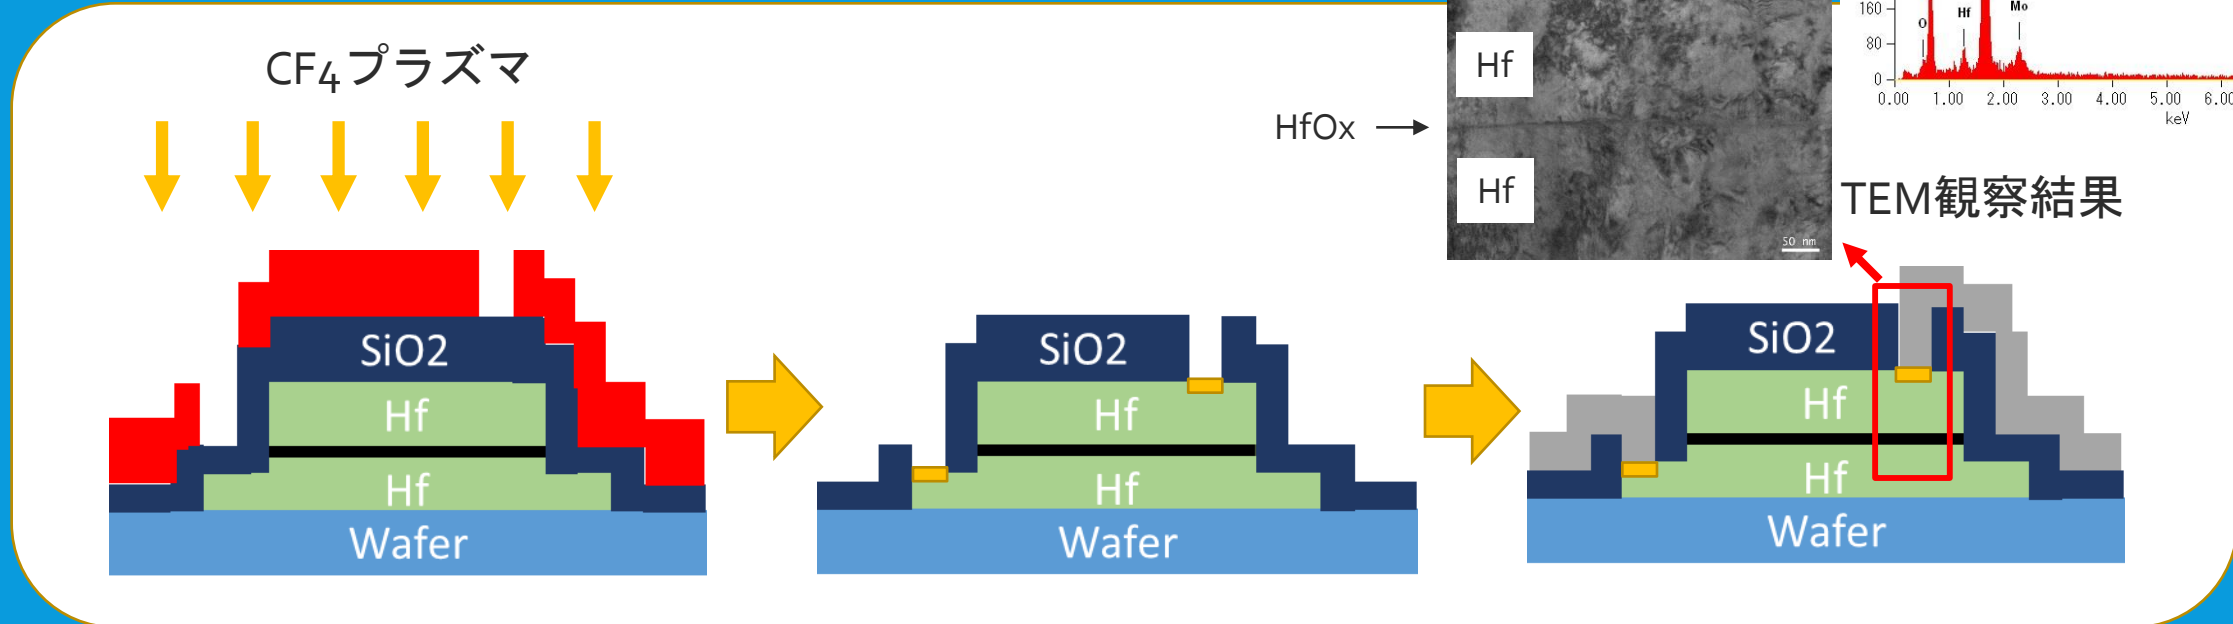 CF₄プラズマ
SiO2
Hf
Hf
Wafer
SiO2
Hf
Hf
Wafer
HfOx
Hf
Hf
50 nm
160
80
0
O
Hf
Mo
0.00 1.00 2.00 3.00 4.00 5.00 6.00
keV
TEM観察結果
SiO2
Hf
Hf
Wafer